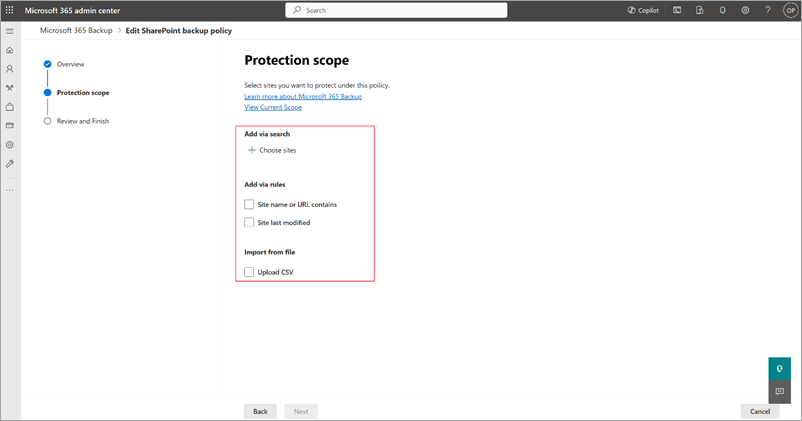 Microsoft 365 admin center
Search
Copilot
OP
Microsoft 365 Backup
Edit SharePoint backup policy
Overview
Protection scope
Review and Finish
Protection scope
Select sites you want to protect under this policy.
Learn more about Microsoft 365 Backup
View Current Scope
Add via search
Choose sites
Add via rules
Site name or URL contains
Site last modified
Import from file
Upload CSV
Back
Next
Cancel